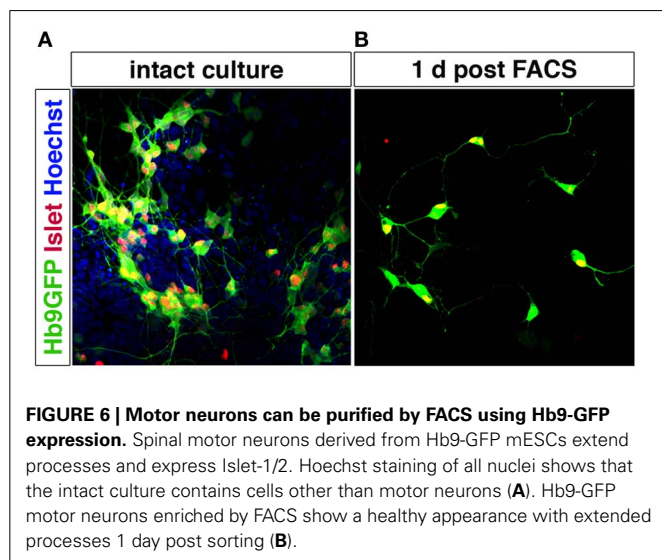 A
B
intact culture
1 d post FACS
Hb9GFP Islet Hoechst
FIGURE 6 | Motor neurons can be purified by FACS using Hb9-GFP
expression. Spinal motor neurons derived from Hb9-GFP mESCs extend
processes and express Islet-1/2. Hoechst staining of all nuclei shows that
the intact culture contains cells other than motor neurons (A). Hb9-GFP
motor neurons enriched by FACS show a healthy appearance with extended
processes 1 day post sorting (B).